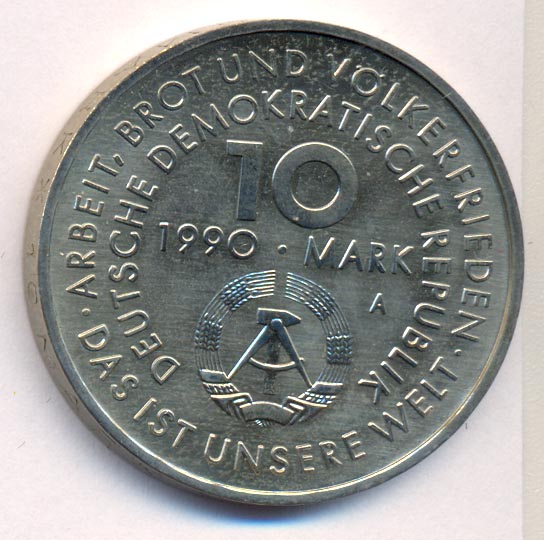 · ARBEIT, BROT UND VÖLKERFRIEDEN · DAS IST UNSERE WELT
DEUTSCHE DEMOKRATISCHE REPUBLIK
10
1990 · MARK
A